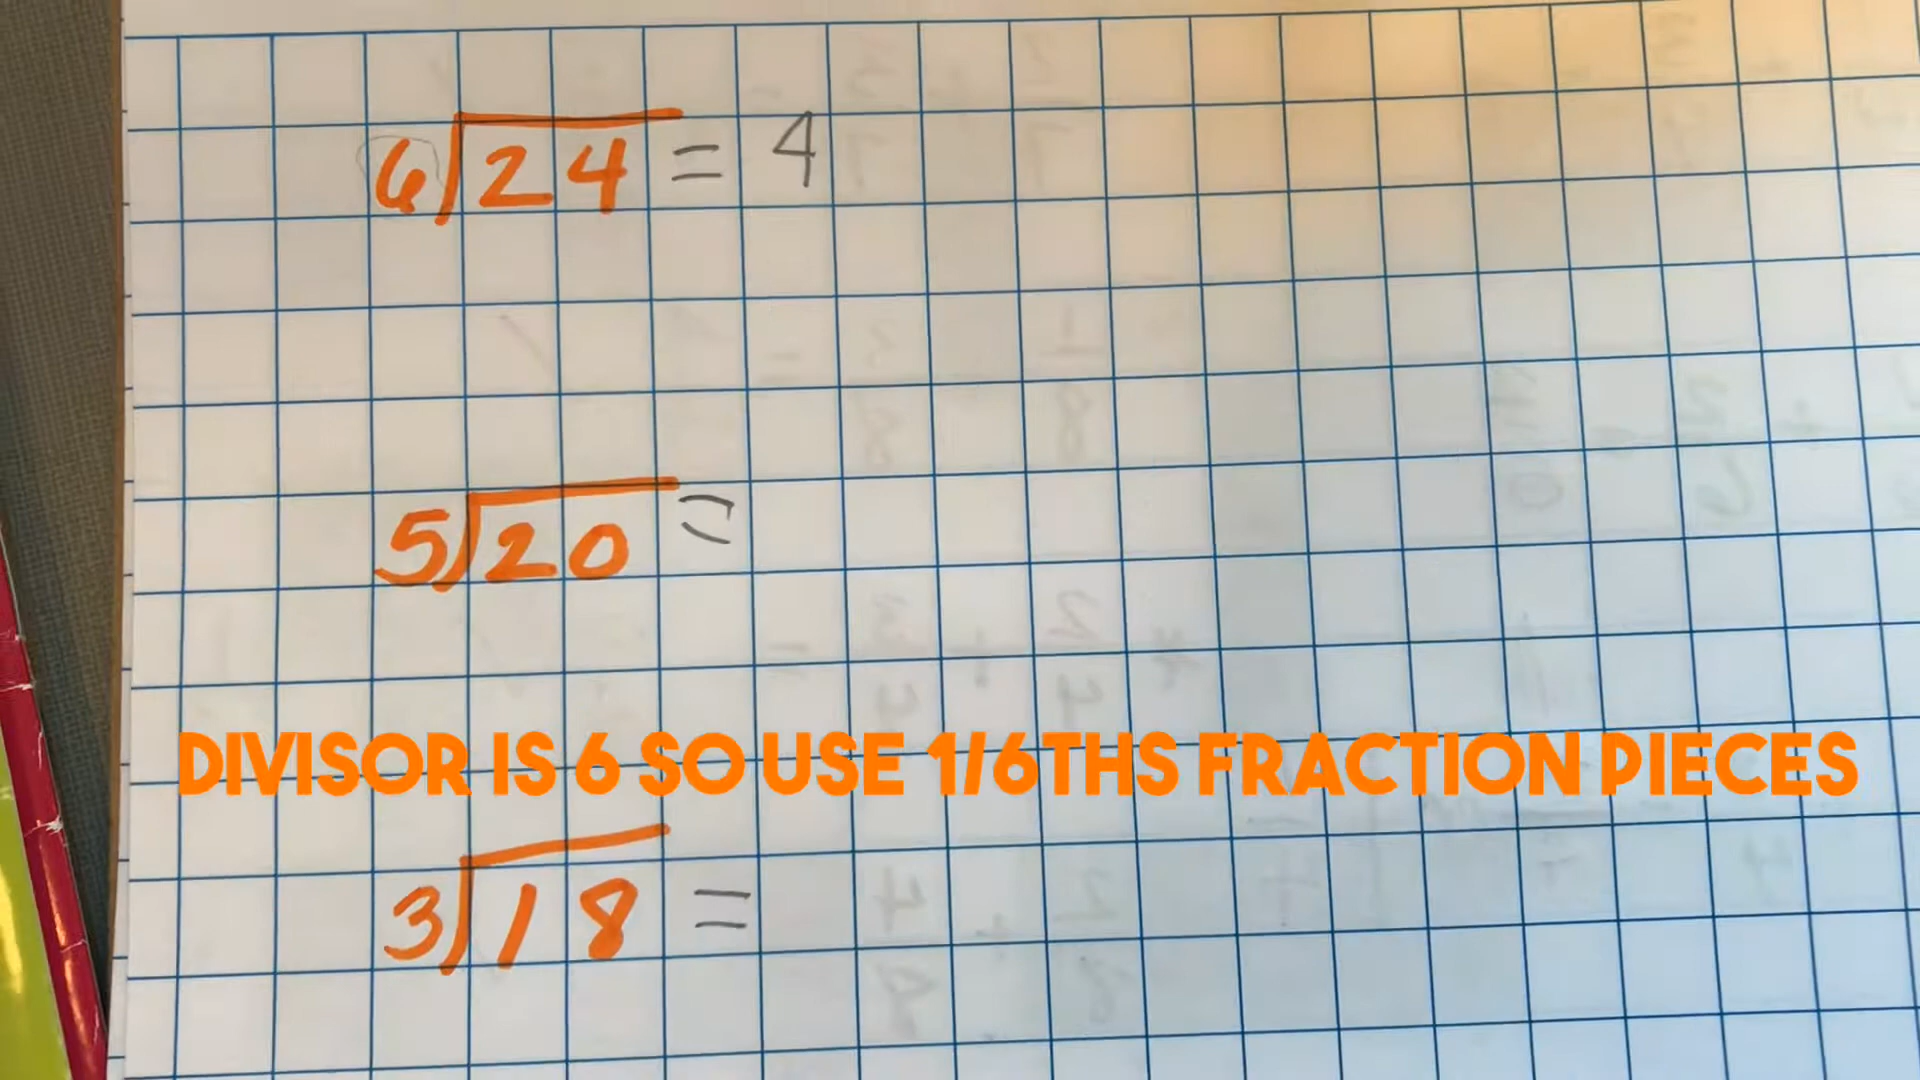 6)24 = 4
5)20 =
DIVISOR IS 6 SO USE 1/6THS FRACTION PIECES
3)18 =